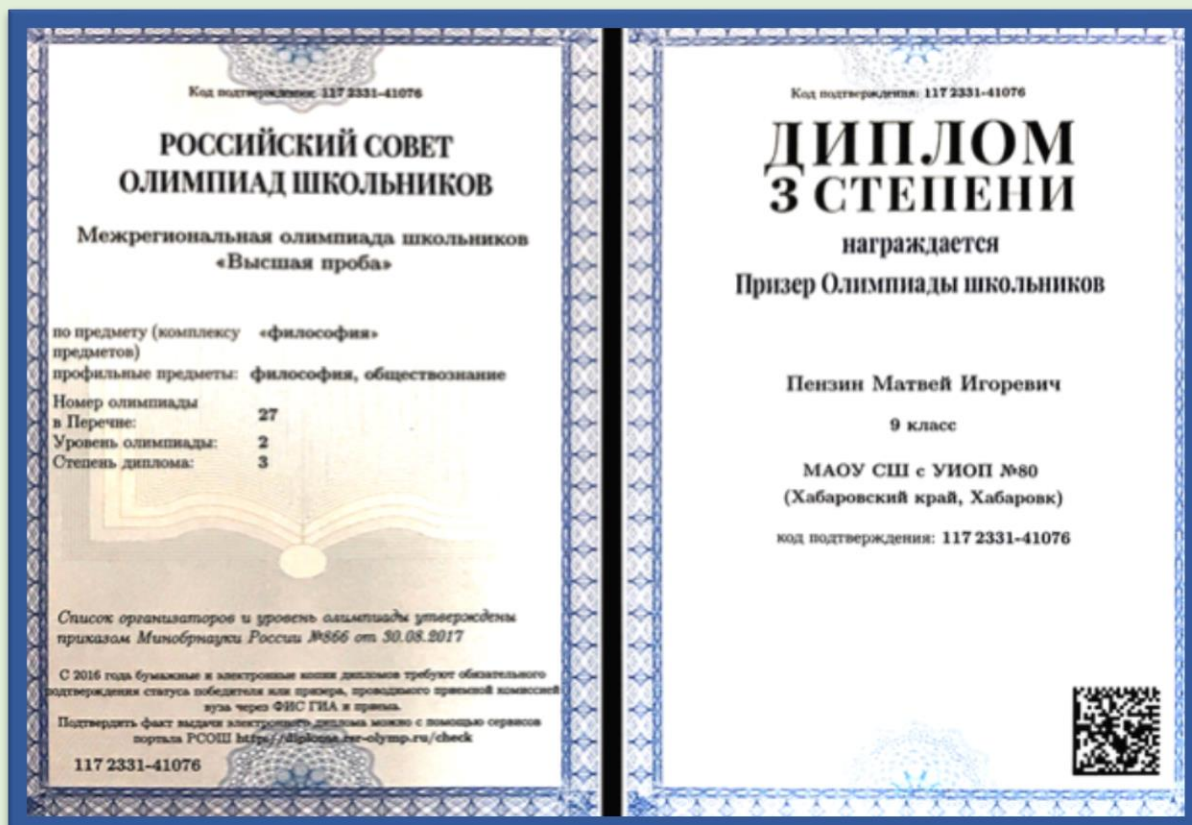 Код подтверждения: 117 2331-41076
РОССИЙСКИЙ СОВЕТ
ОЛИМПИАД ШКОЛЬНИКОВ
Межрегиональная олимпиада школьников
«Высшая проба»
по предмету (комплексу «философия»
предметов)
профильные предметы: философия, обществознание
Номер олимпиады
в Перечне: 27
Уровень олимпиады: 2
Степень диплома: 3
Список организаторов и уровень олимпиады утверждены
приказом Минобрнауки России №866 от 30.08.2017
С 2016 года бумажные и электронные копии дипломов требуют обязательного
подтверждения статуса победителя или призера, проводимого приемной комиссией
вуза через ФИС ГИА и приема.
Подтвердить факт выдачи электронного диплома можно с помощью сервисов
портала РСОШ http://diploma.rsr-olymp.ru/check
117 2331-41076
Код подтверждения: 117 2331-41076
ДИПЛОМ
3 СТЕПЕНИ
награждается
Призер Олимпиады школьников
Пензин Матвей Игоревич
9 класс
МАОУ СШ с УИОП №80
(Хабаровский край, Хабаровк)
код подтверждения: 117 2331-41076